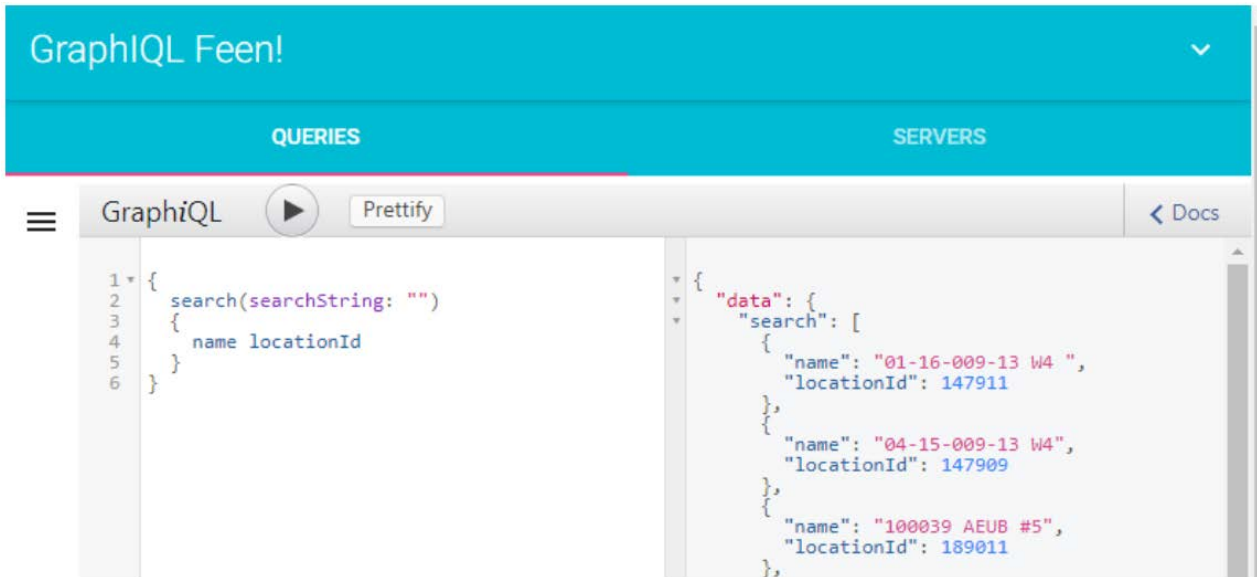 GraphIQL Feen!
QUERIES
SERVERS
GraphiQL
Prettify
Docs
1 {
2 search(searchString: "")
3 {
4 name locationId
5 }
6 }
{
"data": {
"search": [
{
"name": "01-16-009-13 W4 ",
"locationId": 147911
},
{
"name": "04-15-009-13 W4",
"locationId": 147909
},
{
"name": "100039 AEUB #5",
"locationId": 189011
},